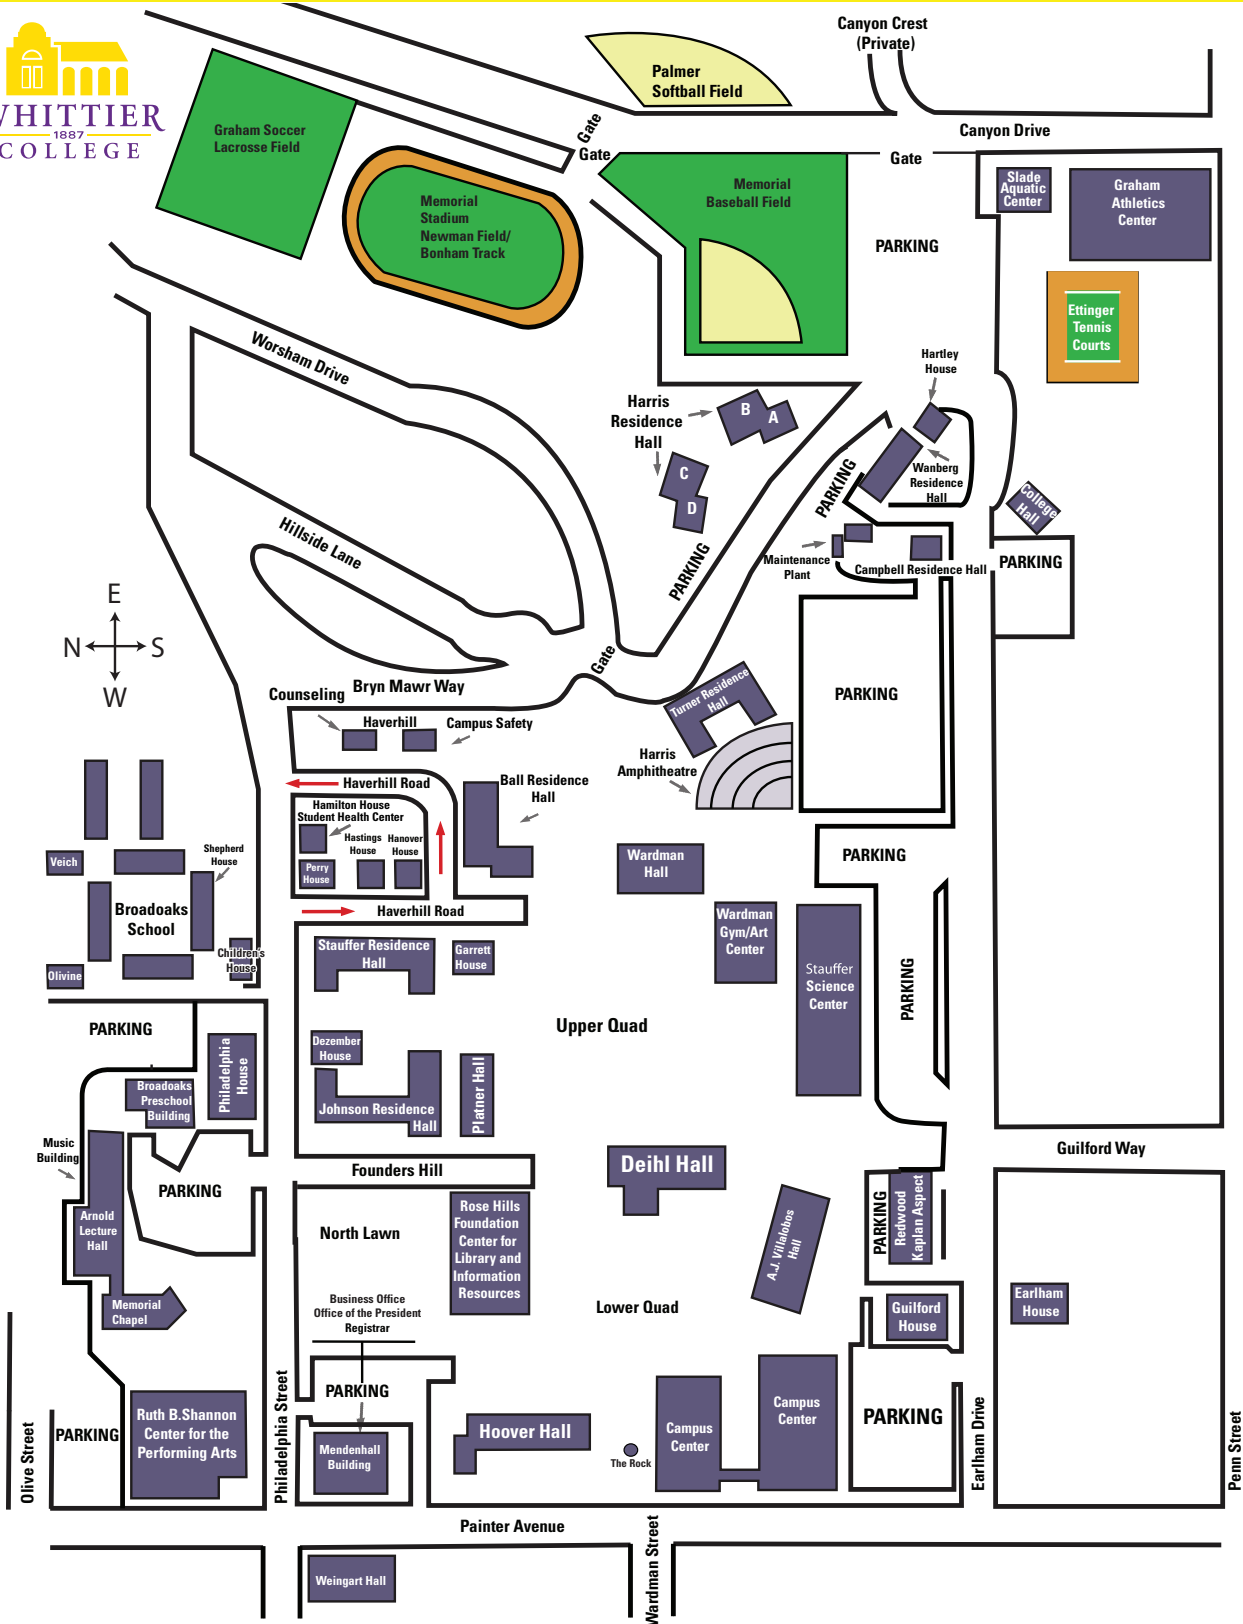 WHITTIER
1887
COLLEGE
Canyon Crest
(Private)
Palmer
Softball Field
Canyon Drive
Gate
Gate
Gate
Graham Soccer
Lacrosse Field
Memorial
Stadium
Newman Field/
Bonham Track
Memorial
Baseball Field
Slade
Aquatic
Center
Graham
Athletics
Center
PARKING
Ettinger
Tennis
Courts
Worsham Drive
Hartley
House
Harris
Residence
Hall
B
A
C
D
Wanberg
Residence
Hall
PARKING
College
Hall
Hillside Lane
PARKING
Maintenance
Plant
Campbell Residence Hall
PARKING
E
N
S
W
Gate
Bryn Mawr Way
Counseling
Haverhill
Campus Safety
Turner Residence
Hall
PARKING
Harris
Amphitheatre
Haverhill Road
Ball Residence
Hall
Hamilton House
Student Health Center
Hastings
House
Hanover
House
Perry
House
Haverhill Road
Veich
Shepherd
House
Broadoaks
School
Children's
House
Olivine
Wardman
Hall
PARKING
Wardman
Gym/Art
Center
Stauffer
Science
Center
PARKING
Stauffer Residence
Hall
Garrett
House
Upper Quad
PARKING
Philadelphia
House
Broadoaks
Preschool
Building
Dezember
House
Johnson Residence
Hall
Platner Hall
Music
Building
PARKING
Founders Hill
Deihl Hall
Guilford Way
Arnold
Lecture
Hall
North Lawn
Rose Hills
Foundation
Center for
Library and
Information
Resources
A.J. Villalobos
Hall
PARKING
Redwood
Kaplan Aspect
Memorial
Chapel
Business Office
Office of the President
Registrar
Lower Quad
Guilford
House
Earlham
House
PARKING
Olive Street
PARKING
Ruth B.Shannon
Center for the
Performing Arts
Philadelphia Street
Mendenhall
Building
Hoover Hall
The Rock
Campus
Center
Campus
Center
PARKING
Earlham Drive
Penn Street
Painter Avenue
Wardman Street
Weingart Hall